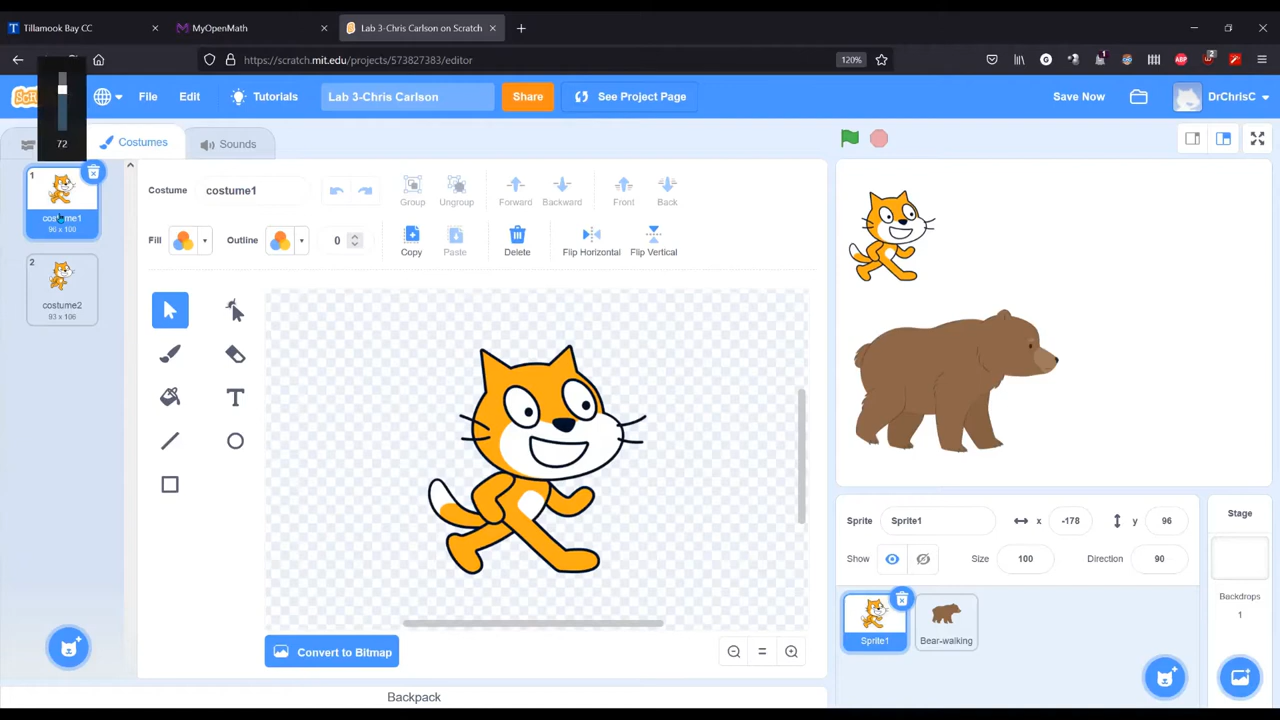 Tillamook Bay CC
MyOpenMath
Lab 3-Chris Carlson on Scratch
https://scratch.mit.edu/projects/573827383/editor
120%
File
Edit
Tutorials
Lab 3-Chris Carlson
Share
See Project Page
Save Now
DrChrisC
72
Costumes
Sounds
1
costume1
96 x 100
2
costume2
93 x 106
Costume
costume1
Group
Ungroup
Forward
Backward
Front
Back
Fill
Outline
0
Copy
Paste
Delete
Flip Horizontal
Flip Vertical
T
Convert to Bitmap
Backpack
Sprite
Sprite1
x
-178
y
96
Show
Size
100
Direction
90
Sprite1
Bear-walking
Stage
Backdrops
1